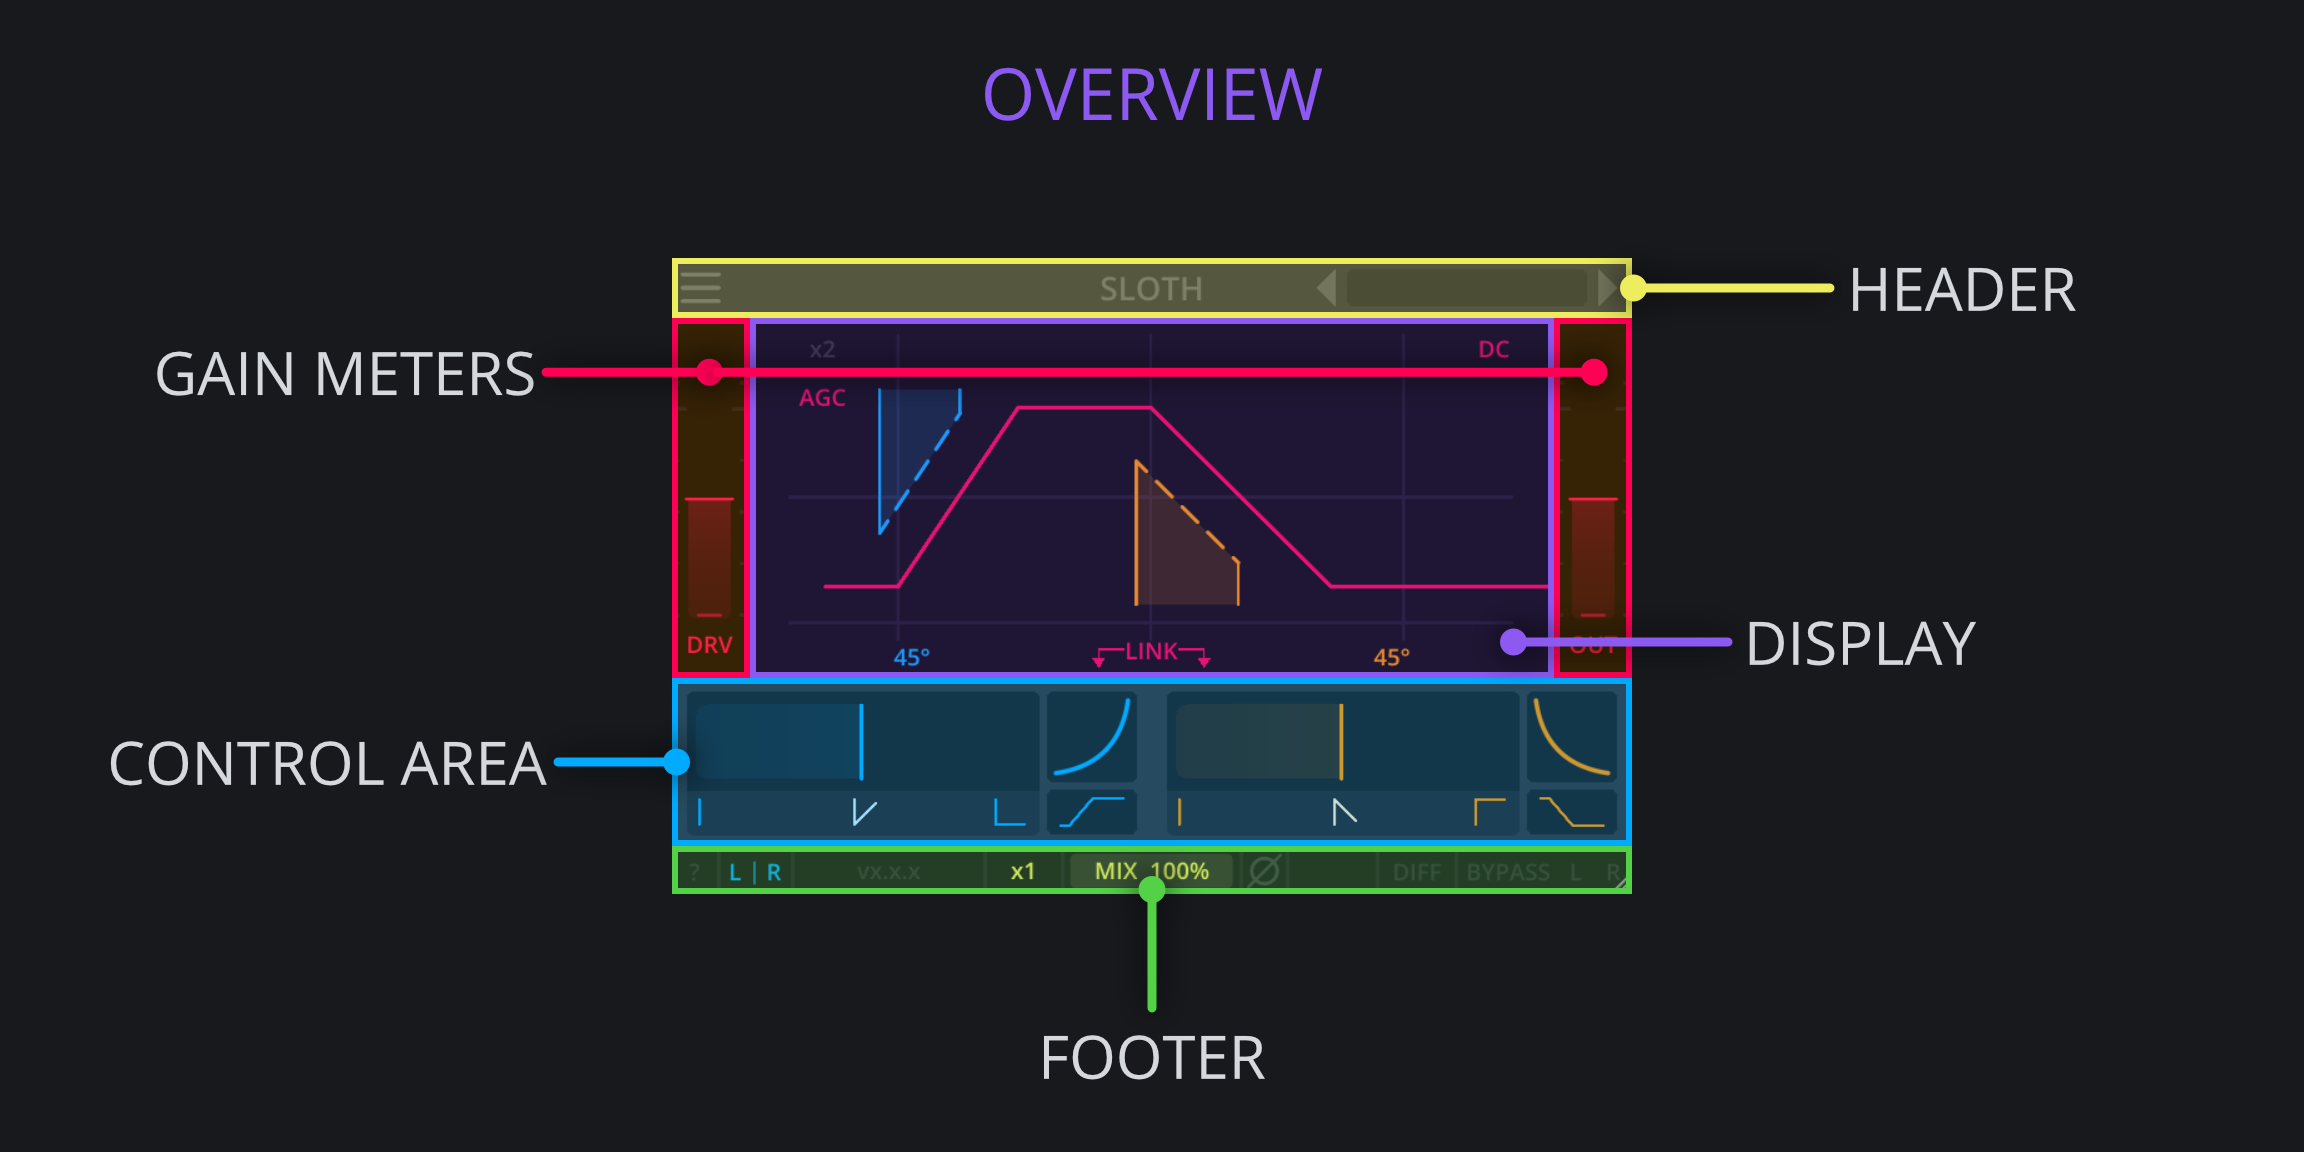 OVERVIEW
SLOTH
HEADER
GAIN METERS
x2
DC
AGC
DRV
OUT
45°
LINK
45°
DISPLAY
CONTROL AREA
? L | R vx.x.x x1 MIX 100% DIFF BYPASS L R
FOOTER